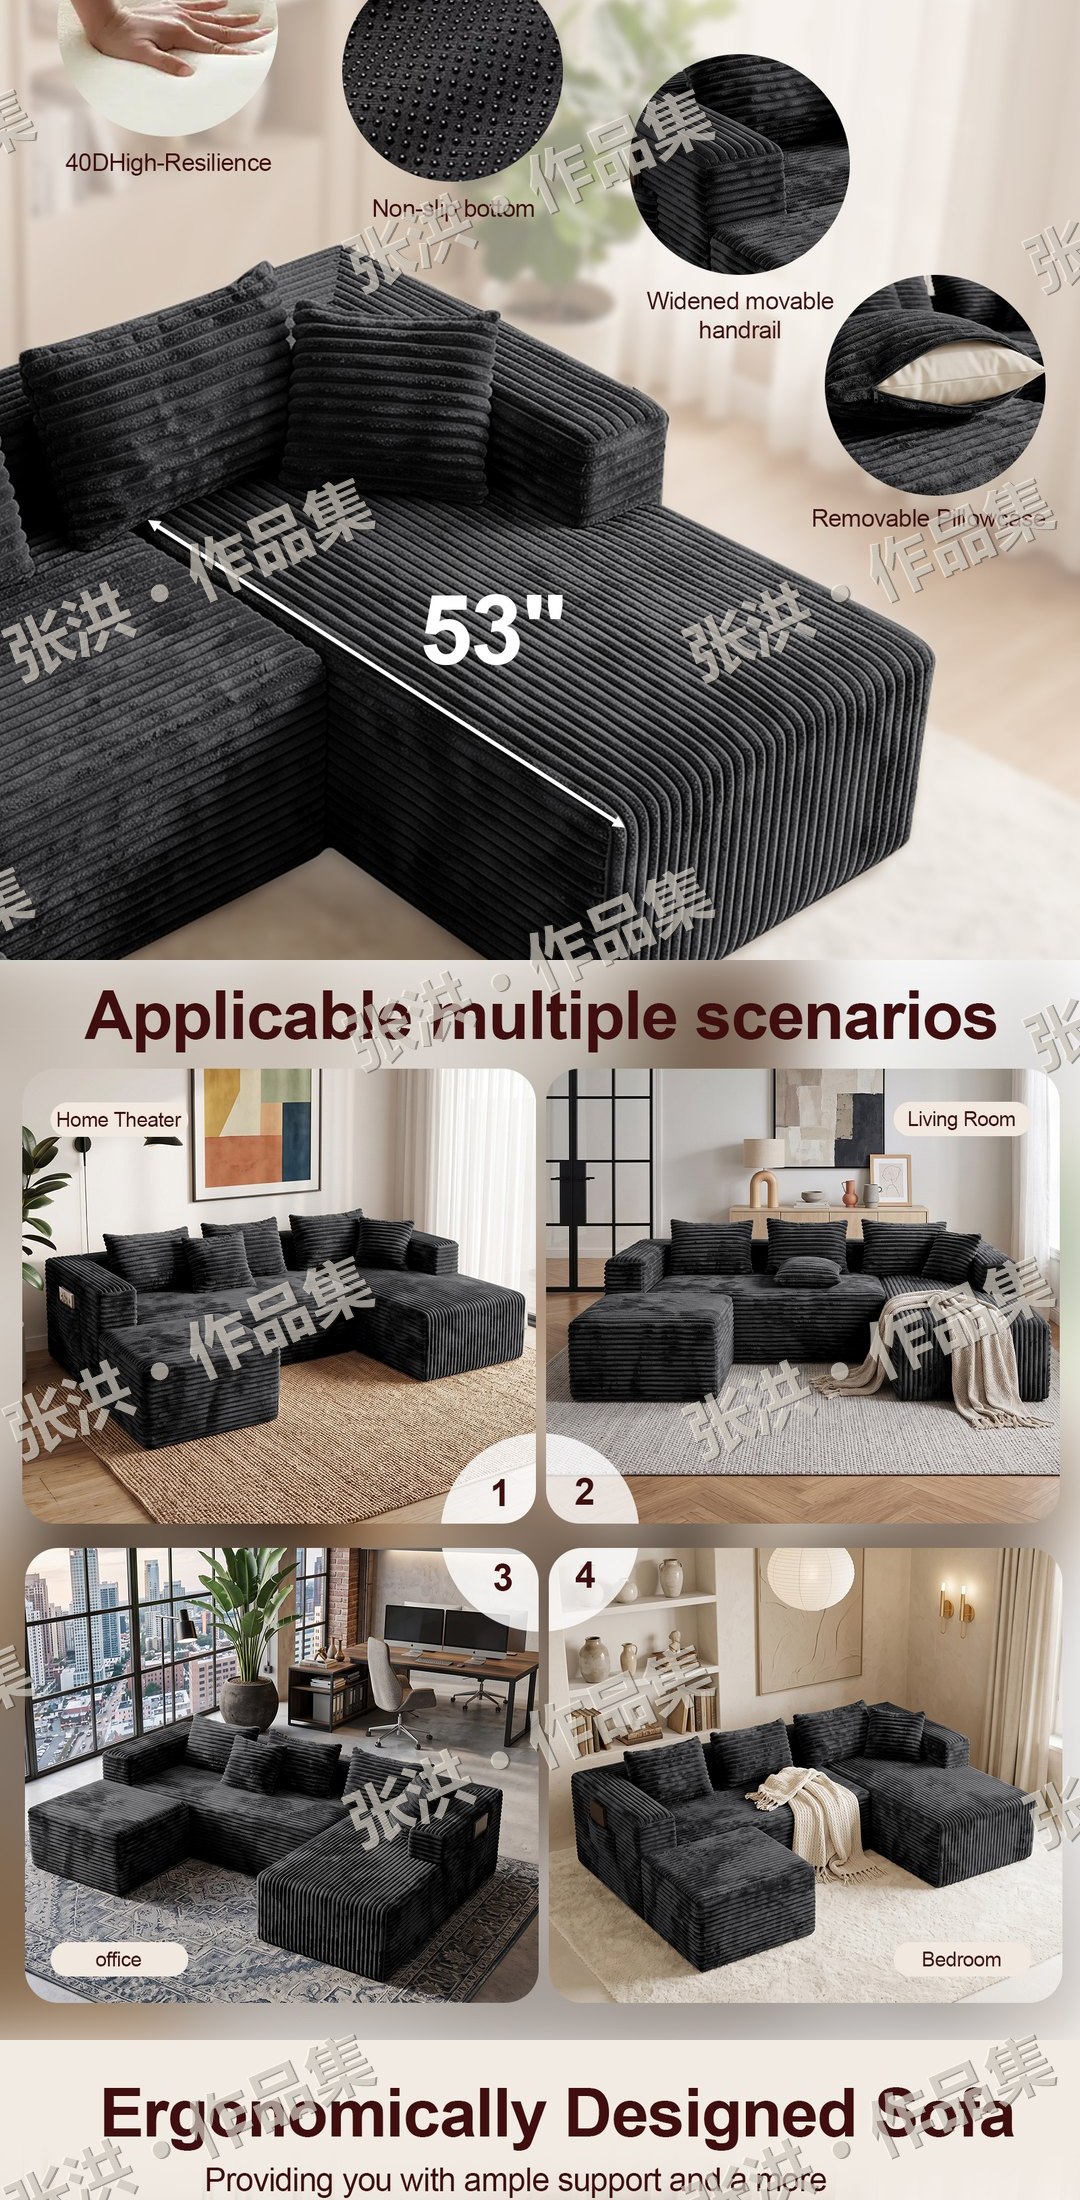 40DHigh-Resilience
Non-slip bottom
Widened movable
handrail
Removable Pillowcase
53"
Applicable multiple scenarios
Home Theater
Living Room
1
2
3
4
office
Bedroom
Ergonomically Designed Sofa
Providing you with ample support and a more
张洪·作品集